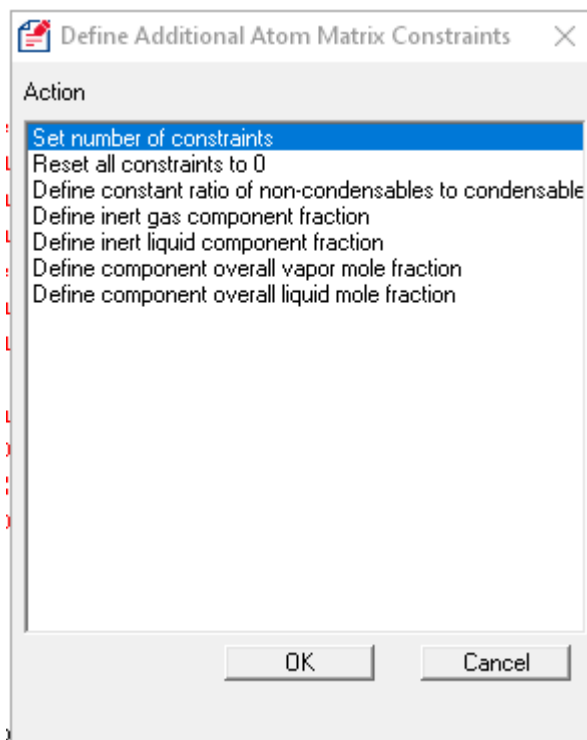 Define Additional Atom Matrix Constraints
Action
Set number of constraints
Reset all constraints to 0
Define constant ratio of non-condensables to condensable
Define inert gas component fraction
Define inert liquid component fraction
Define component overall vapor mole fraction
Define component overall liquid mole fraction
OK
Cancel